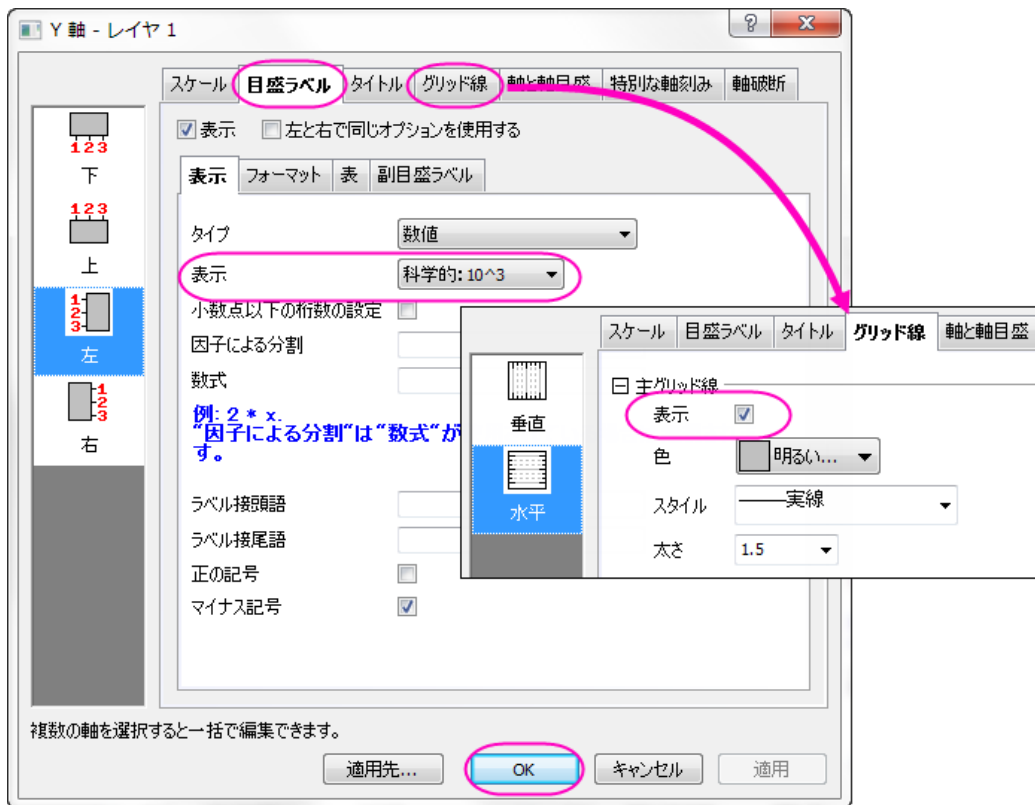 Y 軸 - レイヤ 1
スケール 目盛ラベル タイトル グリッド線 軸と軸目盛 特別な軸刻み 軸破断
表示 左と右で同じオプションを使用する
123
下
123
上
1
2
3
左
1
2
3
右
表示 フォーマット 表 副目盛ラベル
タイプ 数値
表示 科学的: 10^3
小数点以下の桁数の設定
因子による分割
数式
例: 2 * x.
"因子による分割"は"数式"が
す。
ラベル接頭語
ラベル接尾語
正の記号
マイナス記号
スケール 目盛ラベル タイトル グリッド線 軸と軸目盛
垂直
水平
主グリッド線
表示
色 明るい...
スタイル 実線
太さ 1.5
複数の軸を選択すると一括で編集できます。
適用先... OK キャンセル 適用